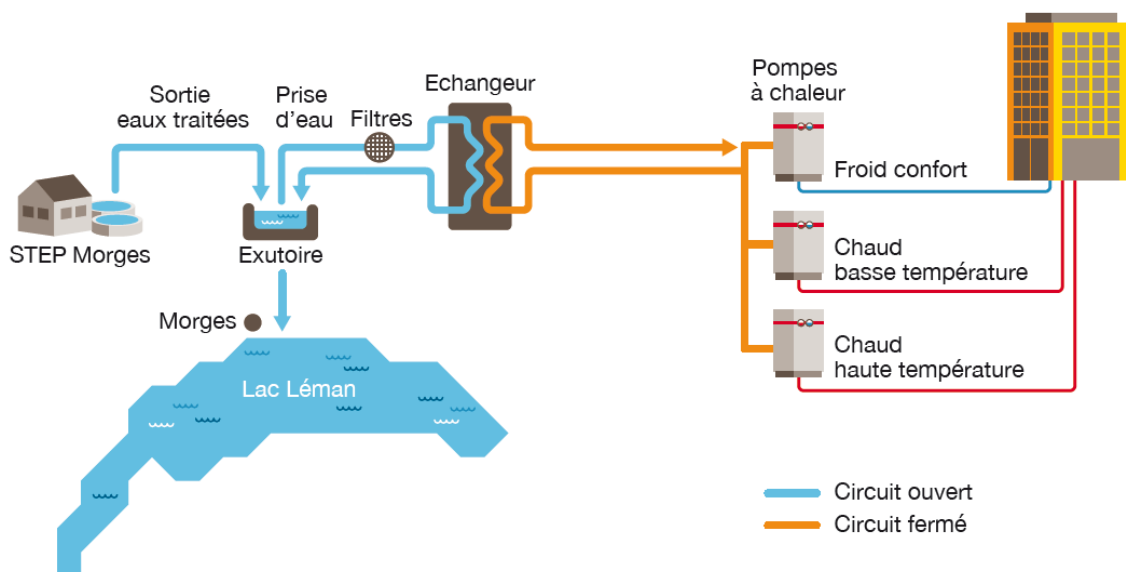 Sortie
eaux traitées
Prise
d'eau
Filtres
Echangeur
Pompes
à chaleur
Froid confort
STEP Morges
Exutoire
Chaud
basse température
Morges
Chaud
haute température
Lac Léman
Circuit ouvert
Circuit fermé